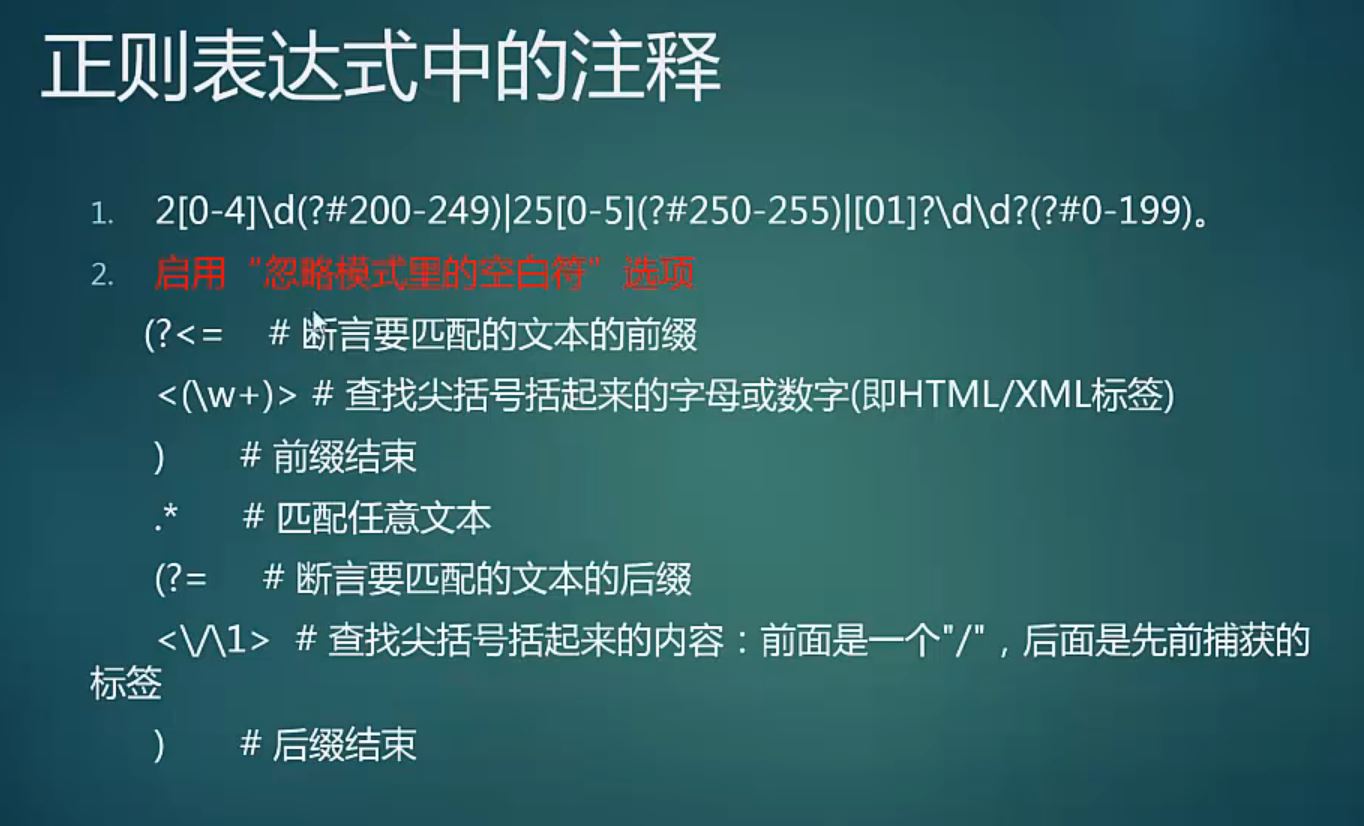 正则表达式中的注释
1. 2[0-4]\d(?#200-249)|25[0-5](?#250-255)|[01]?\d\d?(?#0-199)。
2. 启用“忽略模式里的空白符”选项
(?<= # 断言要匹配的文本的前缀
<(\w+)> # 查找尖括号括起来的字母或数字(即HTML/XML标签)
) # 前缀结束
.* # 匹配任意文本
(?= # 断言要匹配的文本的后缀
<\/\1> # 查找尖括号括起来的内容：前面是一个"/"，后面是先前捕获的
标签
) # 后缀结束